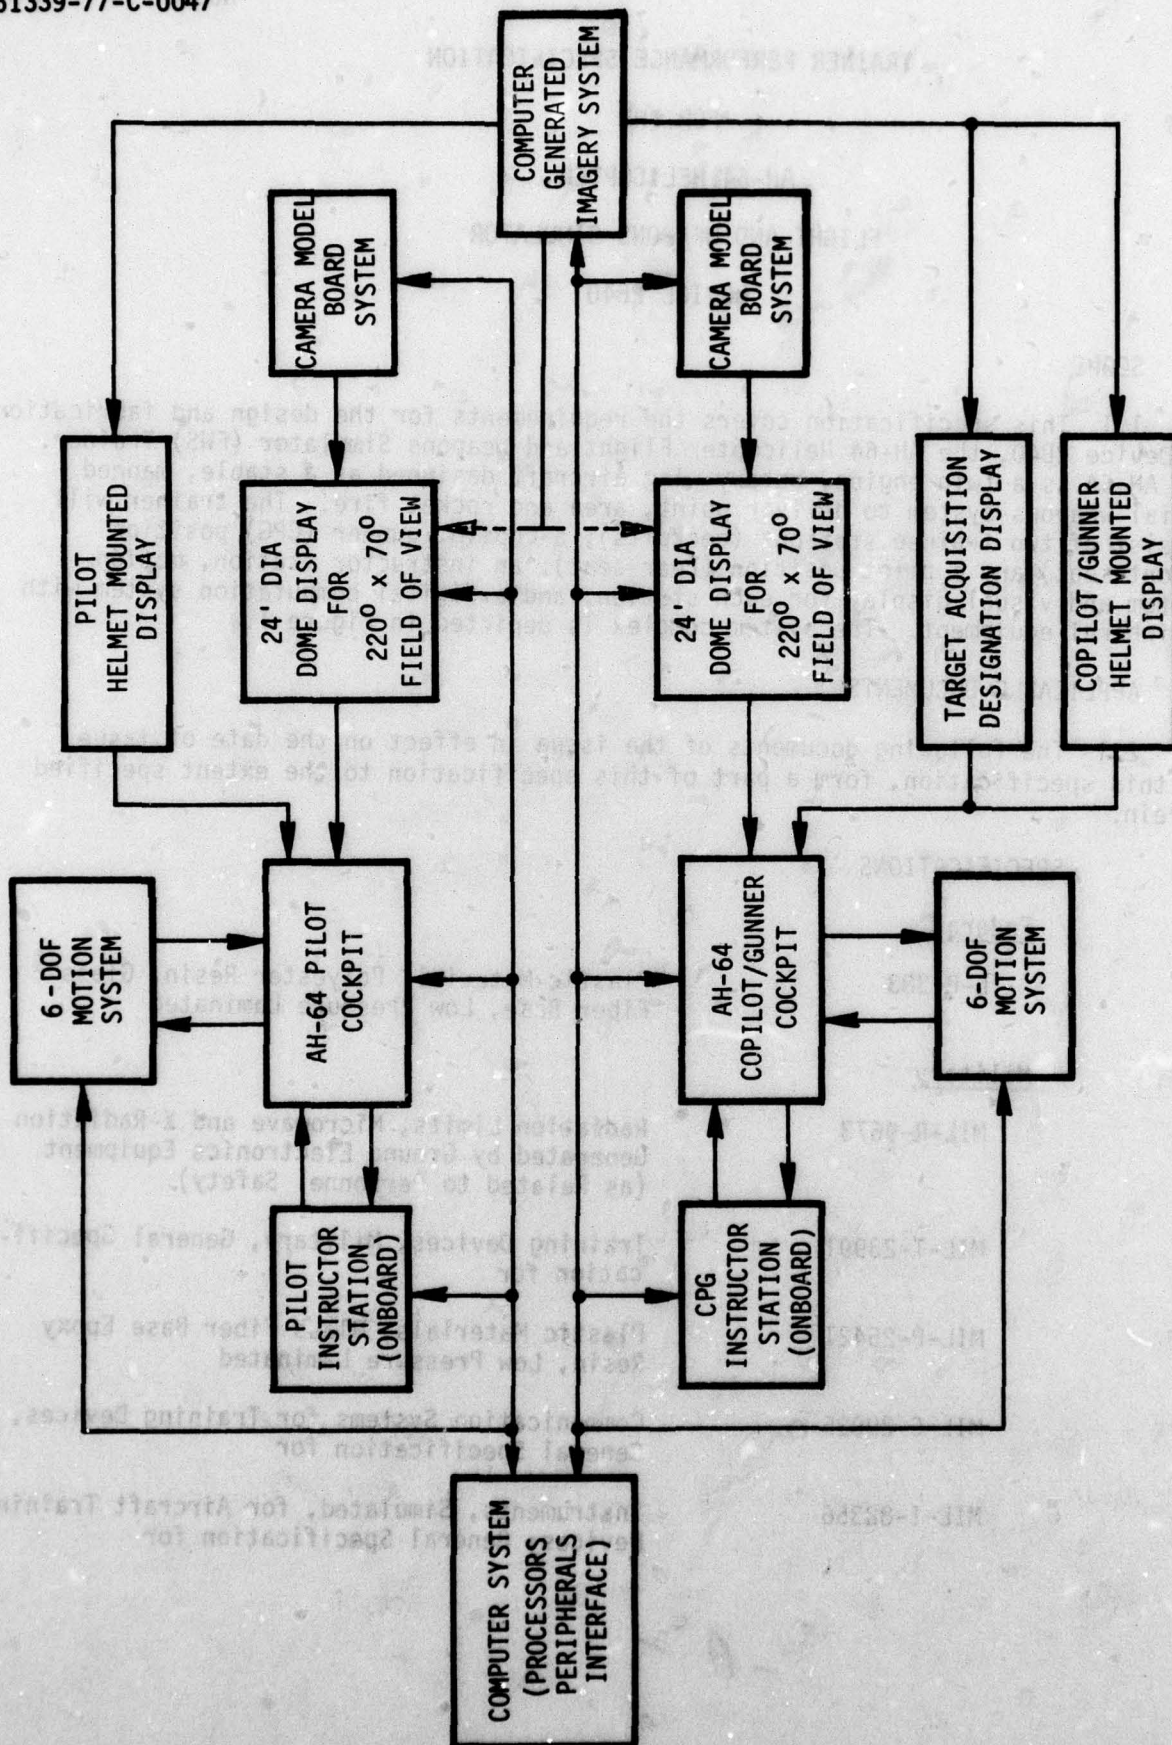 61339-77-C-0047
6-DOF
MOTION
SYSTEM
PILOT
HELMET MOUNTED
DISPLAY
PILOT
INSTRUCTOR
STATION
(ONBOARD)
AH-64 PILOT
COCKPIT
24' DIA
DOME DISPLAY
FOR
220° x 70°
FIELD OF VIEW
CAMERA MODEL
BOARD
SYSTEM
COMPUTER SYSTEM
(PROCESSORS
PERIPHERALS
INTERFACE)
COMPUTER
GENERATED
IMAGERY SYSTEM
CPG
INSTRUCTOR
STATION
(ONBOARD)
AH-64
COPILOT/GUNNER
COCKPIT
24' DIA
DOME DISPLAY
FOR
220° x 70°
FIELD OF VIEW
CAMERA MODEL
BOARD
SYSTEM
6-DOF
MOTION
SYSTEM
TARGET ACQUISITION
DESIGNATION DISPLAY
COPILOT/GUNNER
HELMET MOUNTED
DISPLAY